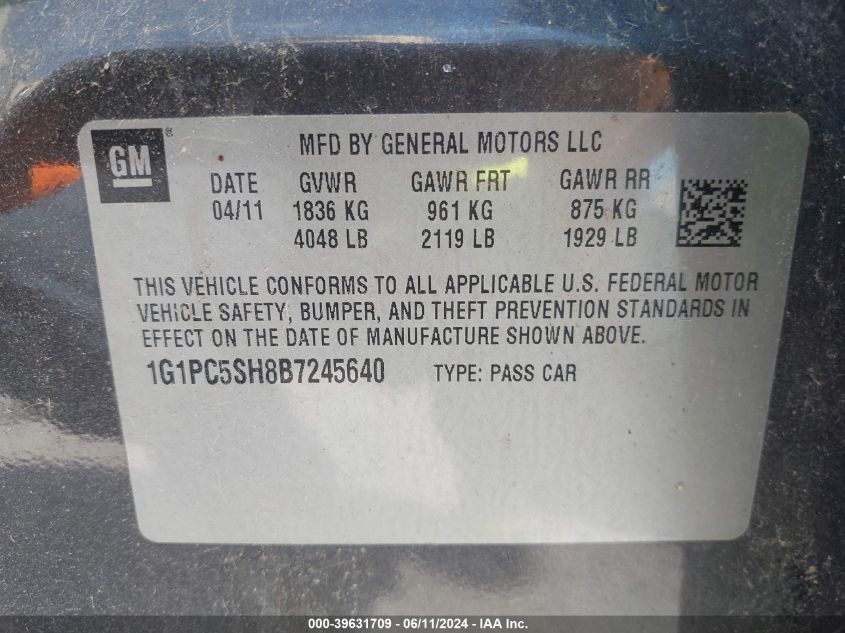 GM ®
MFD BY GENERAL MOTORS LLC
DATE GVWR GAWR FRT GAWR RR
04/11 1836 KG 961 KG 875 KG
4048 LB 2119 LB 1929 LB
THIS VEHICLE CONFORMS TO ALL APPLICABLE U.S. FEDERAL MOTOR
VEHICLE SAFETY, BUMPER, AND THEFT PREVENTION STANDARDS IN
EFFECT ON THE DATE OF MANUFACTURE SHOWN ABOVE.
1G1PC5SH8B7245640 TYPE: PASS CAR
000-39631709 - 06/11/2024 - IAA Inc.